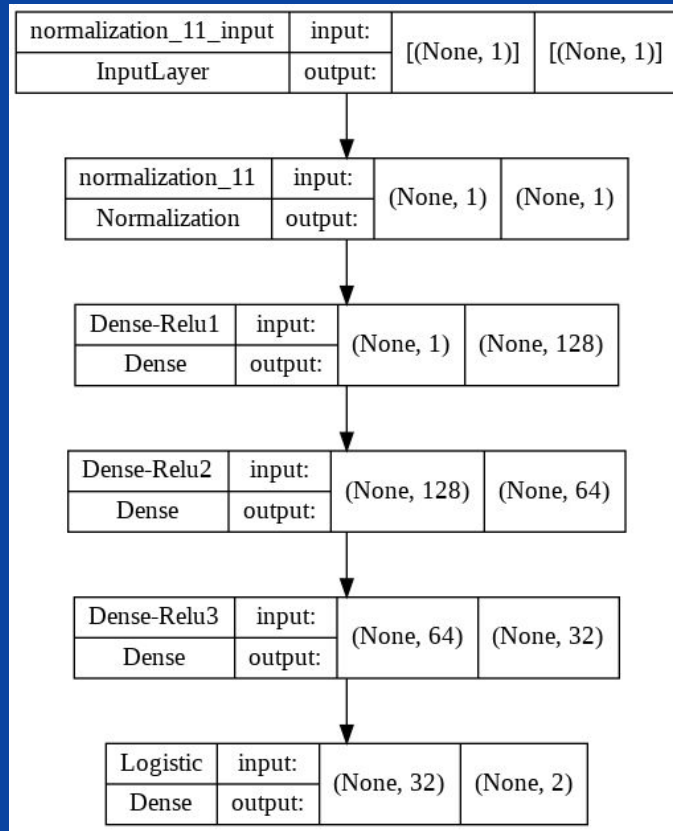 normalization_11_input input: [(None, 1)] [(None, 1)]
InputLayer output:
normalization_11 input: (None, 1) (None, 1)
Normalization output:
Dense-Relu1 input: (None, 1) (None, 128)
Dense output:
Dense-Relu2 input: (None, 128) (None, 64)
Dense output:
Dense-Relu3 input: (None, 64) (None, 32)
Dense output:
Logistic input: (None, 32) (None, 2)
Dense output: